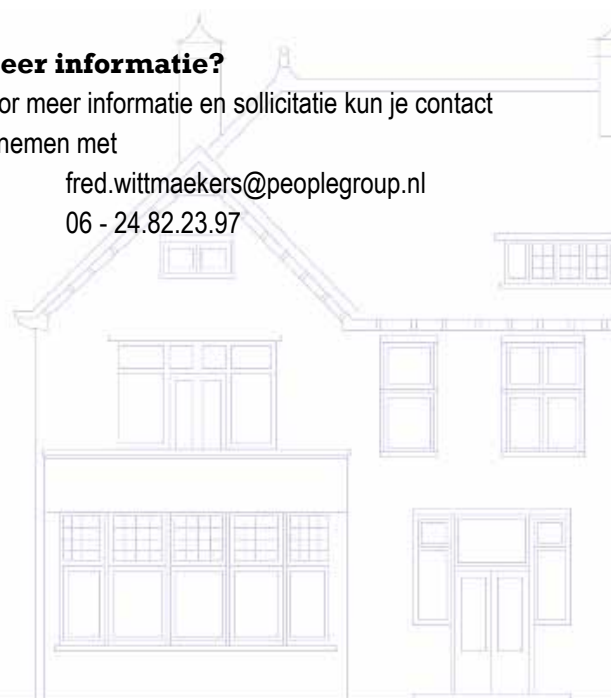 eer informatie?
or meer informatie en sollicitatie kun je contact
nemen met
fred.wittmaekers@peoplegroup.nl
06 - 24.82.23.97